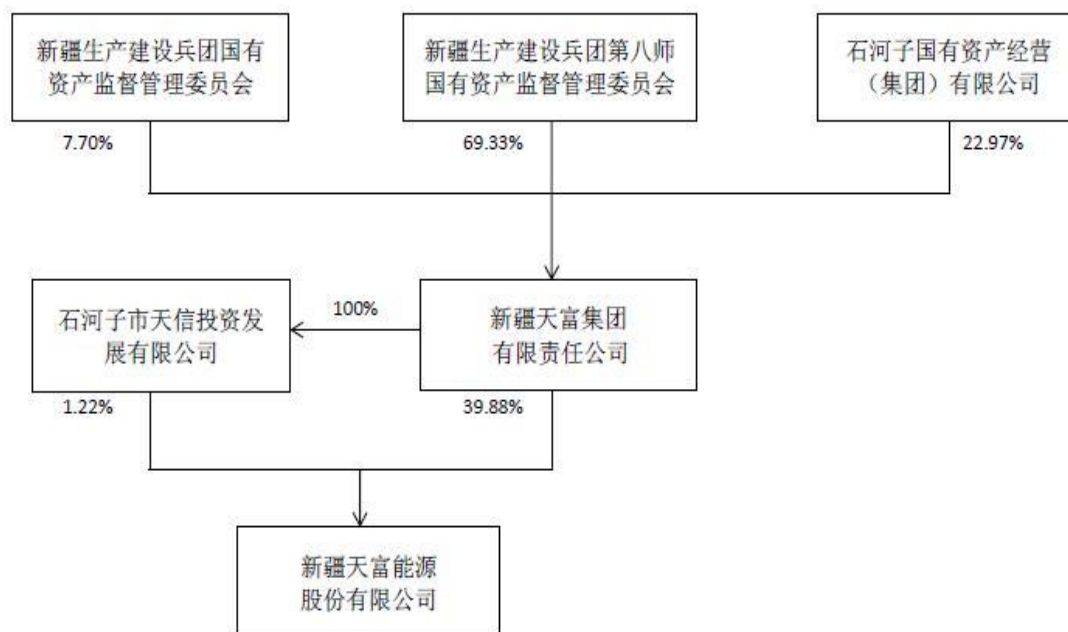 新疆生产建设兵团国有
资产监督管理委员会
新疆生产建设兵团第八师
国有资产监督管理委员会
石河子国有资产经营
（集团）有限公司
7.70%
69.33%
22.97%
石河子市天信投资发
展有限公司
100%
新疆天富集团
有限责任公司
1.22%
39.88%
新疆天富能源
股份有限公司